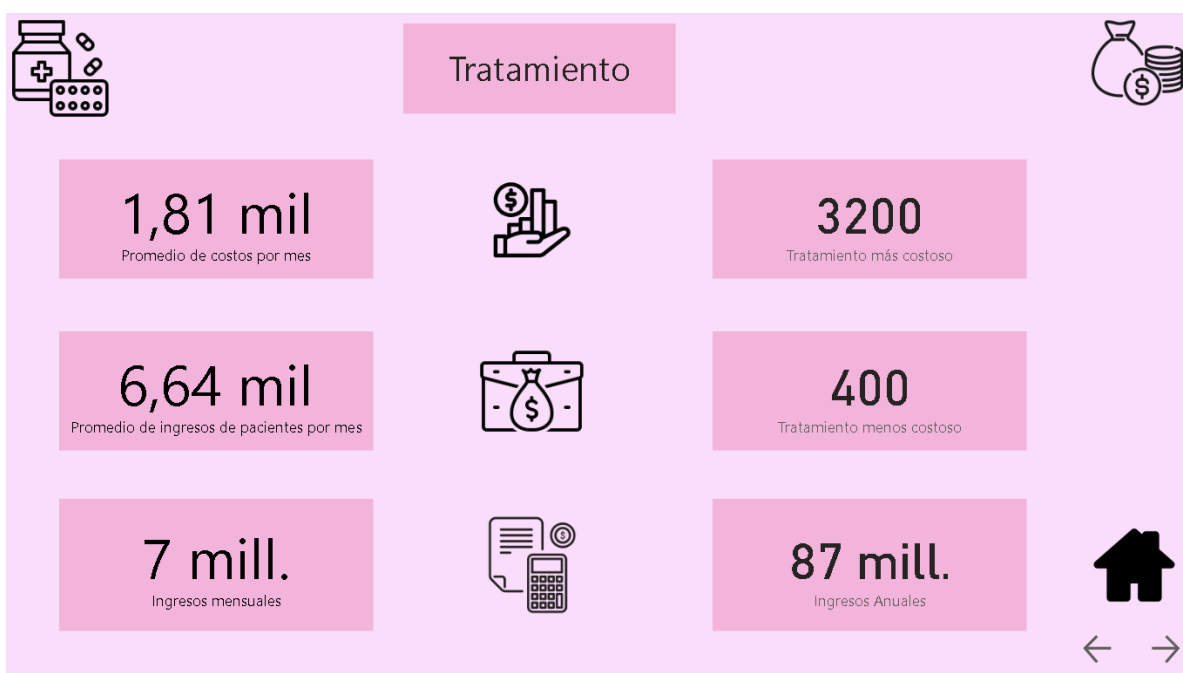 Tratamiento
1,81 mil
Promedio de costos por mes
3200
Tratamiento más costoso
6,64 mil
Promedio de ingresos de pacientes por mes
400
Tratamiento menos costoso
7 mill.
Ingresos mensuales
87 mill.
Ingresos Anuales